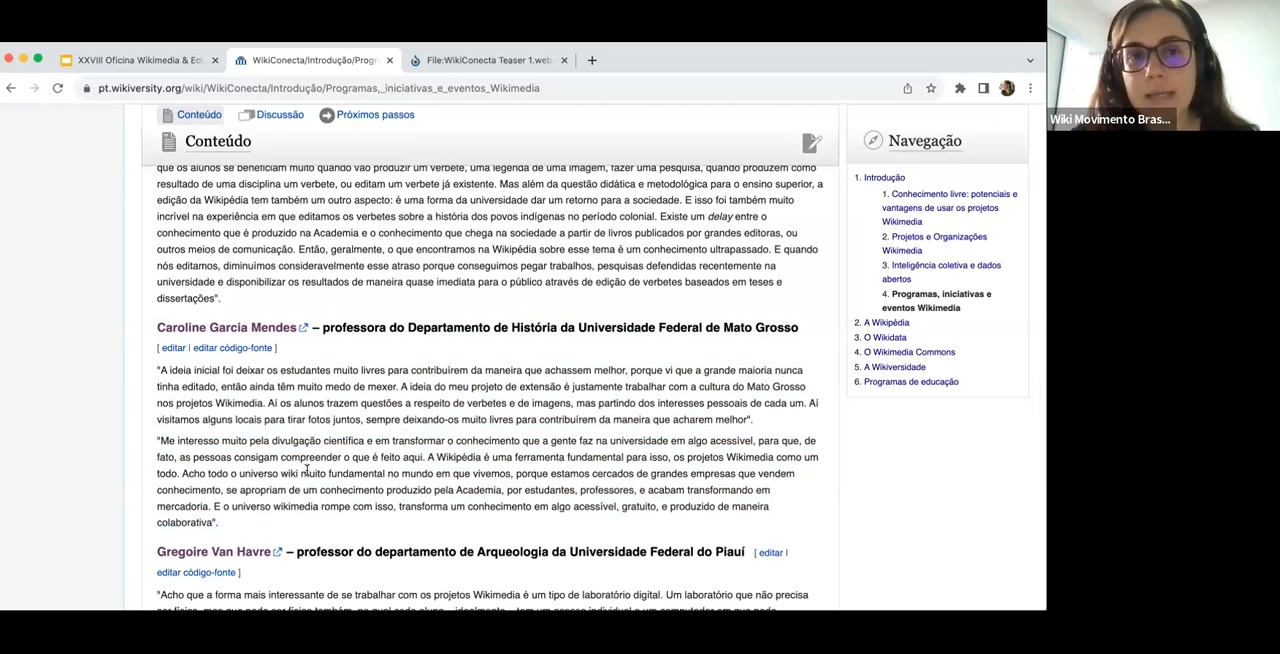 XXVIII Oficina Wikimedia & Edu
WikiConecta/Introdução/Progr
File:WikiConecta Teaser 1.web
pt.wikiversity.org/wiki/WikiConecta/Introdução/Programas,_iniciativas_e_eventos_Wikimedia
Wiki Movimento Bras...
Conteúdo Discussão Próximos passos
Conteúdo
que os alunos se beneficiam muito quando vão produzir um verbete, uma legenda de uma imagem, fazer uma pesquisa, quando produzem como
resultado de uma disciplina um verbete, ou editam um verbete já existente. Mas além da questão didática e metodológica para o ensino superior, a
edição da Wikipédia tem também um outro aspecto: é uma forma da universidade dar um retorno para a sociedade. E isso foi também muito
incrível na experiência em que editamos os verbetes sobre a história dos povos indígenas no período colonial. Existe um delay entre o
conhecimento que é produzido na Academia e o conhecimento que chega na sociedade a partir de livros publicados por grandes editoras, ou
outros meios de comunicação. Então, geralmente, o que encontramos na Wikipédia sobre esse tema é um conhecimento ultrapassado. E quando
nós editamos, diminuímos consideravelmente esse atraso porque conseguimos pegar trabalhos, pesquisas defendidas recentemente na
universidade e disponibilizar os resultados de maneira quase imediata para o público através de edição de verbetes baseados em teses e
dissertações".
Caroline Garcia Mendes – professora do Departamento de História da Universidade Federal de Mato Grosso
[ editar | editar código-fonte ]
"A ideia inicial foi deixar os estudantes muito livres para contribuírem da maneira que achassem melhor, porque vi que a grande maioria nunca
tinha editado, então ainda têm muito medo de mexer. A ideia do meu projeto de extensão é justamente trabalhar com a cultura do Mato Grosso
nos projetos Wikimedia. Aí os alunos trazem questões a respeito de verbetes e de imagens, mas partindo dos interesses pessoais de cada um. Aí
visitamos alguns locais para tirar fotos juntos, sempre deixando-os muito livres para contribuírem da maneira que acharem melhor".
"Me interesso muito pela divulgação científica e em transformar o conhecimento que a gente faz na universidade em algo acessível, para que, de
fato, as pessoas consigam compreender o que é feito aqui. A Wikipédia é uma ferramenta fundamental para isso, os projetos Wikimedia como um
todo. Acho todo o universo wiki muito fundamental no mundo em que vivemos, porque estamos cercados de grandes empresas que vendem
conhecimento, se apropriam de um conhecimento produzido pela Academia, por estudantes, professores, e acabam transformando em
mercadoria. E o universo wikimedia rompe com isso, transforma um conhecimento em algo acessível, gratuito, e produzido de maneira
colaborativa".
Gregoire Van Havre – professor do departamento de Arqueologia da Universidade Federal do Piauí [ editar |
editar código-fonte ]
"Acho que a forma mais interessante de se trabalhar com os projetos Wikimedia é um tipo de laboratório digital. Um laboratório que não precisa
Navegação
1. Introdução
1. Conhecimento livre: potenciais e
vantagens de usar os projetos
Wikimedia
2. Projetos e Organizações
Wikimedia
3. Inteligência coletiva e dados
abertos
4. Programas, iniciativas e
eventos Wikimedia
2. A Wikipédia
3. O Wikidata
4. O Wikimedia Commons
5. A Wikiversidade
6. Programas de educação